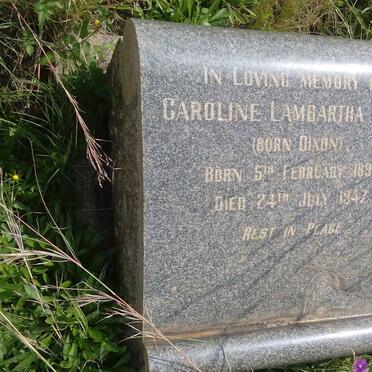 IN LOVING MEMORY
CAROLINE LAMBARTHA
(BORN DIXON)
BORN 5TH FEBRUARY 189
DIED 24TH JULY 1947
REST IN PEACE